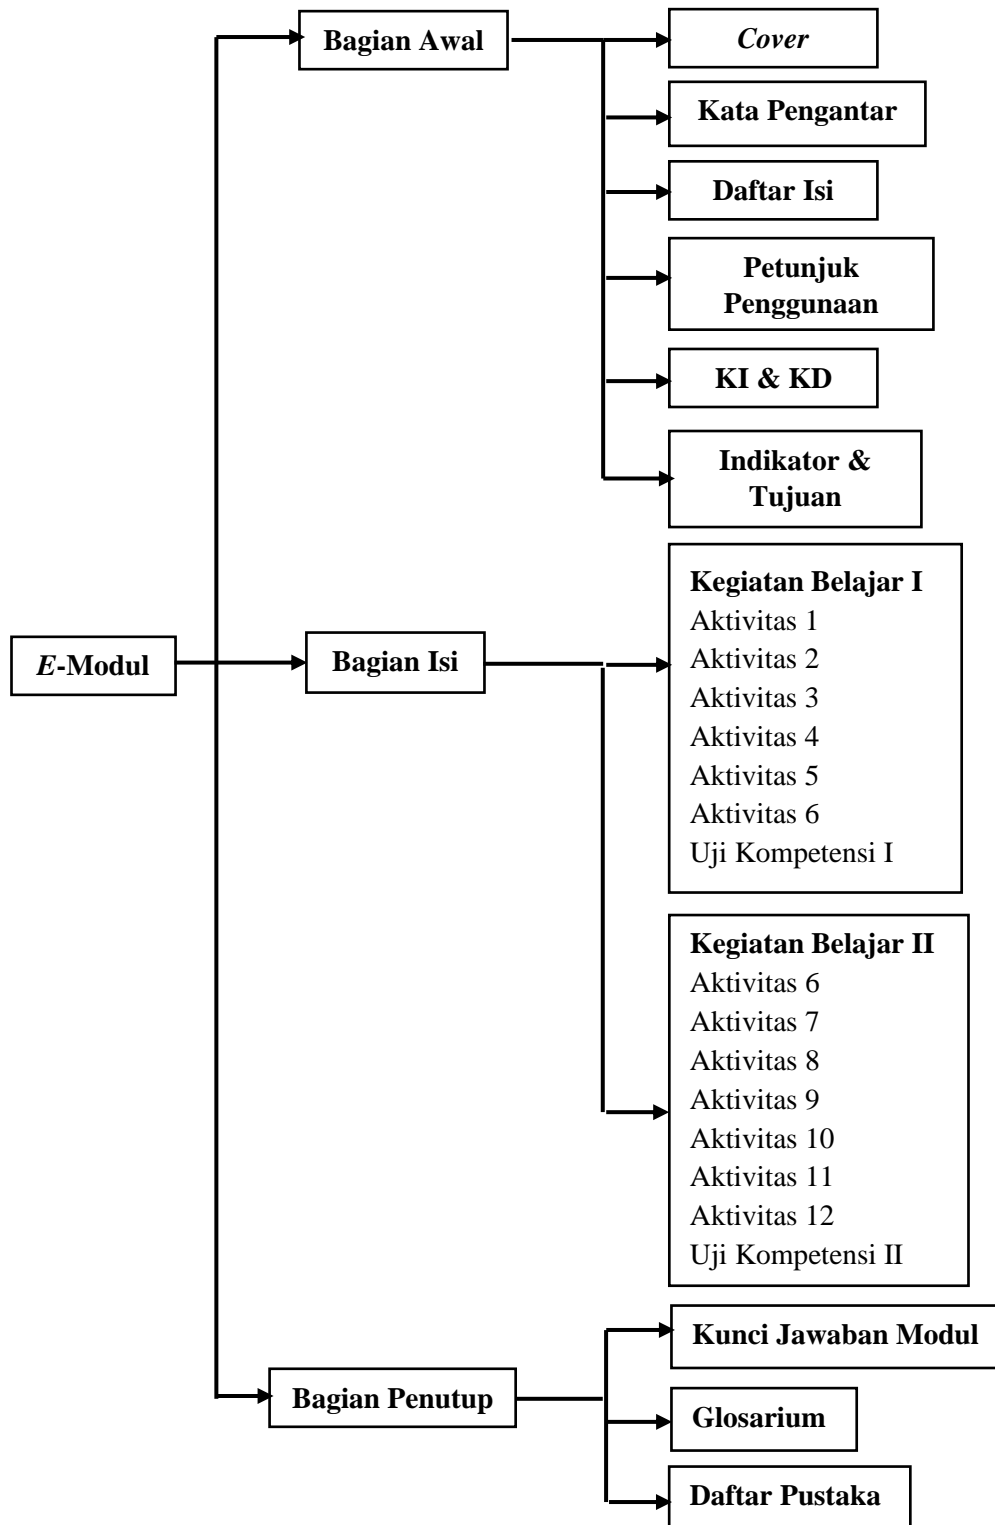 Bagian Awal
Cover
Kata Pengantar
Daftar Isi
Petunjuk
Penggunaan
KI & KD
Indikator &
Tujuan
E-Modul
Bagian Isi
Kegiatan Belajar I
Aktivitas 1
Aktivitas 2
Aktivitas 3
Aktivitas 4
Aktivitas 5
Aktivitas 6
Uji Kompetensi I
Kegiatan Belajar II
Aktivitas 6
Aktivitas 7
Aktivitas 8
Aktivitas 9
Aktivitas 10
Aktivitas 11
Aktivitas 12
Uji Kompetensi II
Bagian Penutup
Kunci Jawaban Modul
Glosarium
Daftar Pustaka